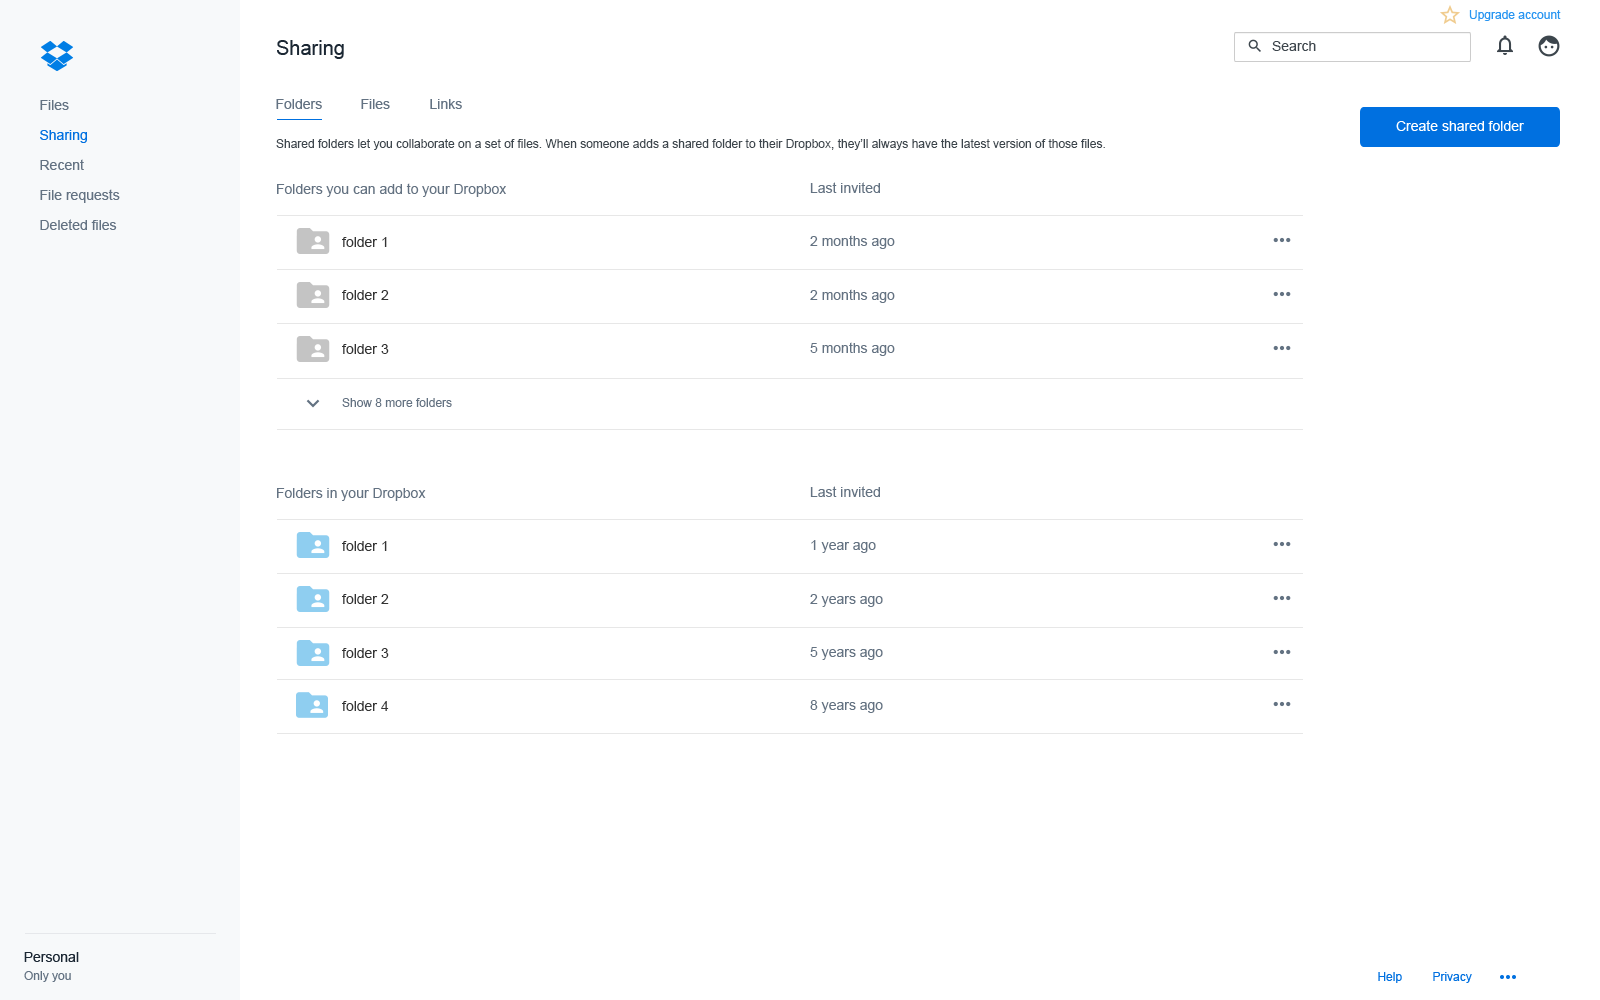 Upgrade account
Sharing
Search
Files
Sharing
Recent
File requests
Deleted files
Folders Files Links
Create shared folder
Shared folders let you collaborate on a set of files. When someone adds a shared folder to their Dropbox, they'll always have the latest version of those files.
Folders you can add to your Dropbox Last invited
folder 1 2 months ago
folder 2 2 months ago
folder 3 5 months ago
Show 8 more folders
Folders in your Dropbox Last invited
folder 1 1 year ago
folder 2 2 years ago
folder 3 5 years ago
folder 4 8 years ago
Personal
Only you
Help Privacy